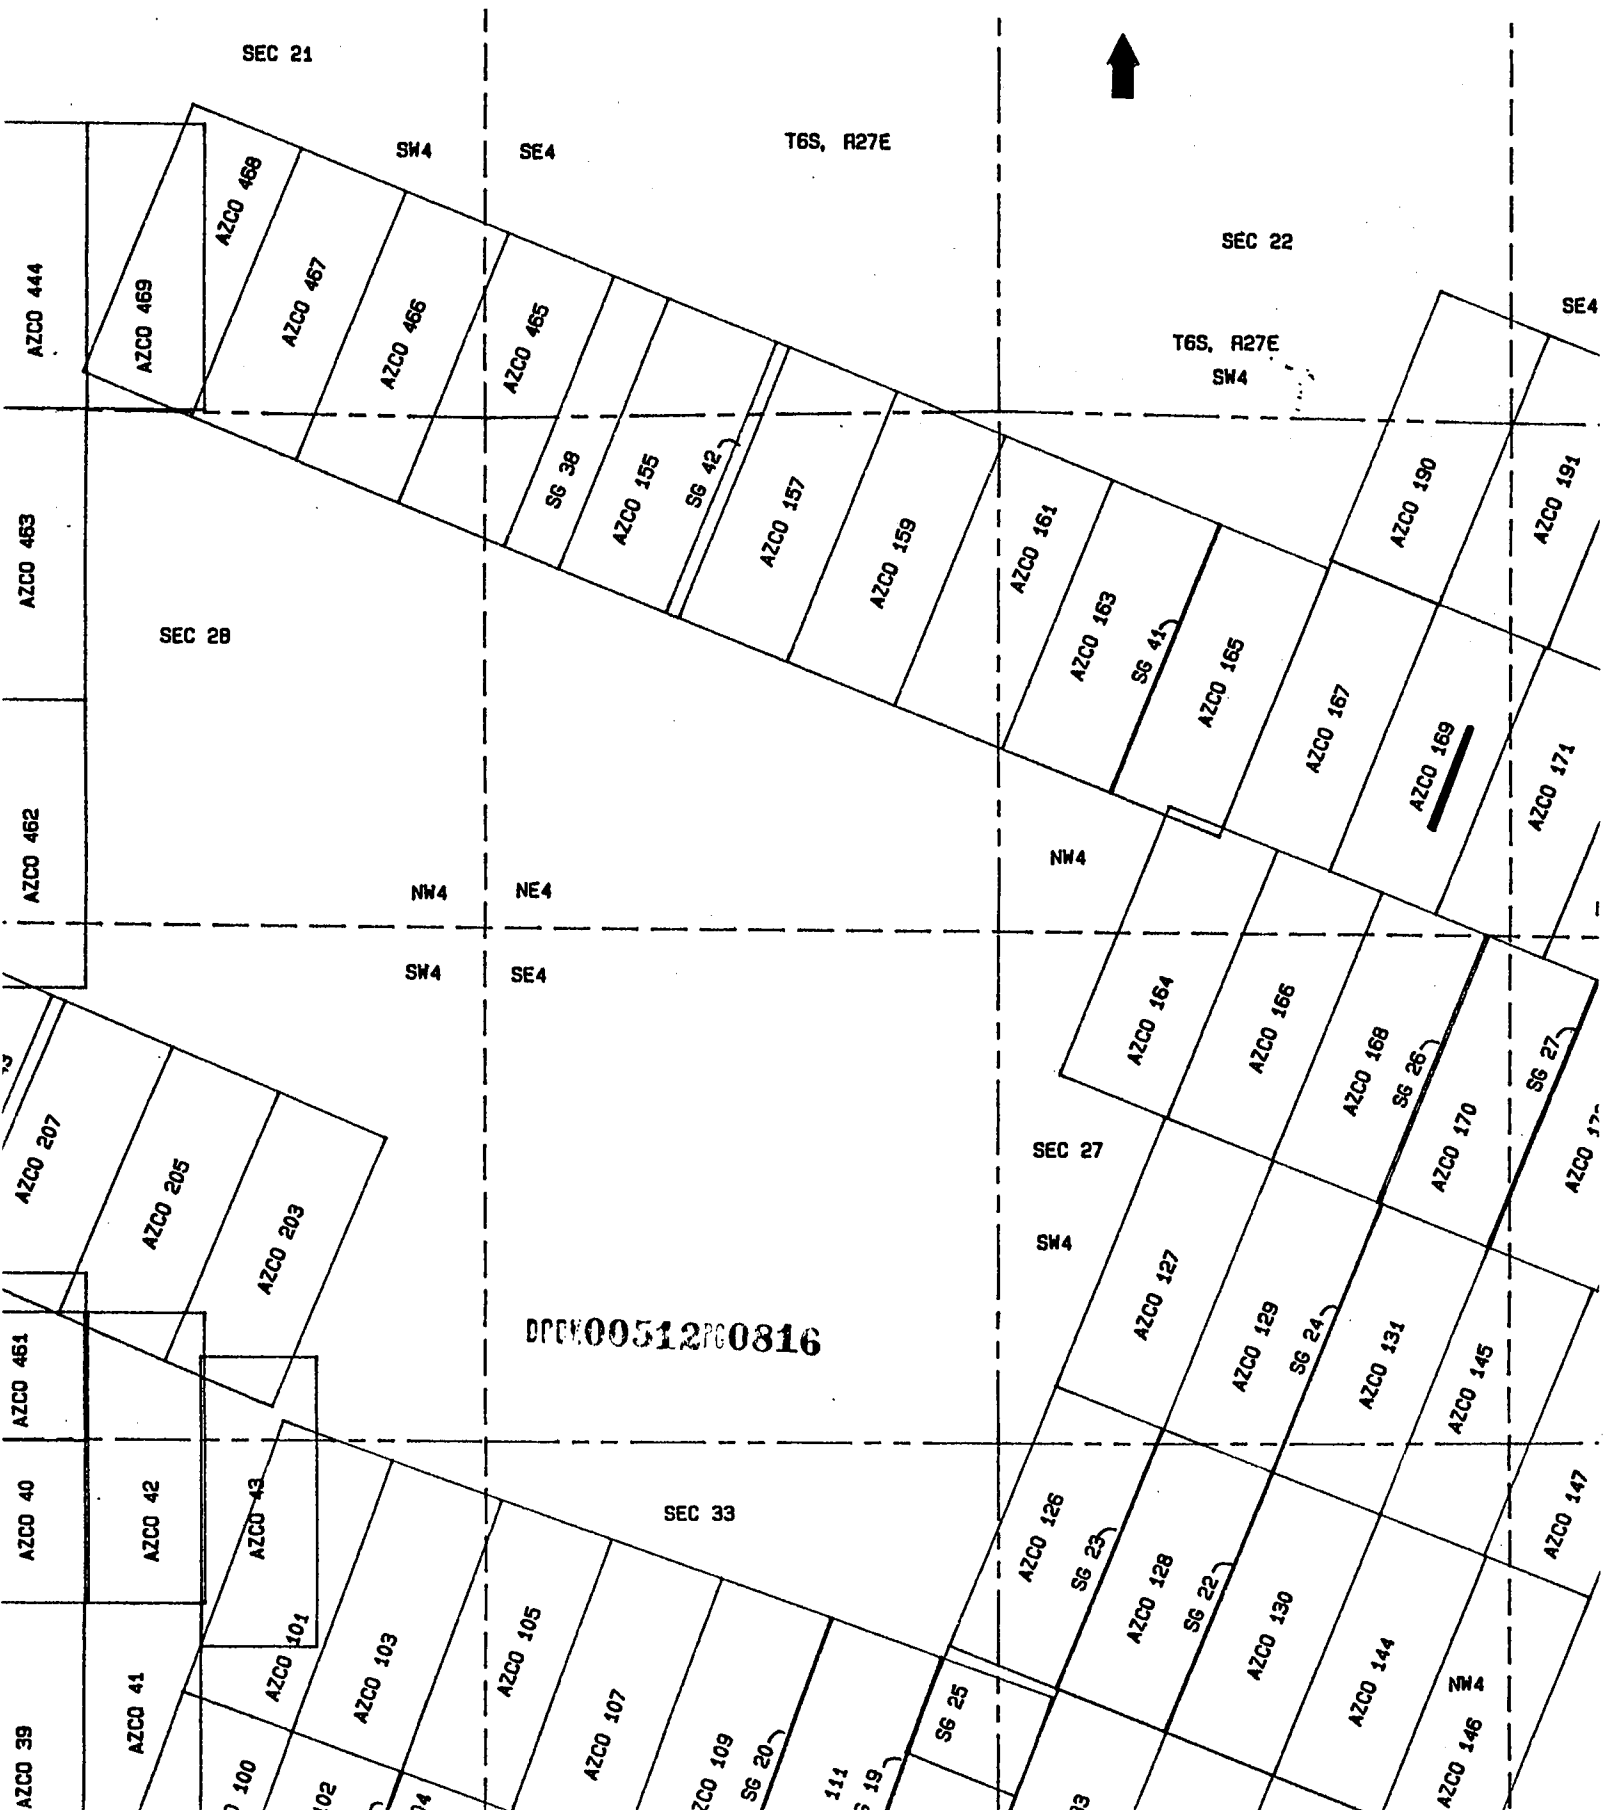 SEC 21
SW4
SE4
T6S, R27E
SEC 22
SE4
T6S, R27E
SW4
AZCO 444
AZCO 469
AZCO 468
AZCO 467
AZCO 466
AZCO 465
SG 38
AZCO 155
SG 42
AZCO 157
AZCO 159
AZCO 161
AZCO 163
SG 41
AZCO 165
AZCO 167
AZCO 169
AZCO 171
AZCO 190
AZCO 191
AZCO 463
SEC 28
AZCO 462
NW4
NE4
NW4
SW4
SE4
AZCO 164
AZCO 166
AZCO 168
SG 26
AZCO 170
SG 27
AZCO
AZCO 207
AZCO 205
AZCO 203
SEC 27
SW4
AZCO 127
AZCO 129
SG 24
AZCO 131
AZCO 145
AZCO 147
00512 0816
AZCO 461
AZCO 40
AZCO 42
AZCO 43
SEC 33
AZCO 126
SG 23
AZCO 128
SG 22
AZCO 130
AZCO 144
NW4
AZCO 146
AZCO 39
AZCO 41
AZCO 101
AZCO 103
AZCO 105
AZCO 107
109
SG 20
111
19
SG 25
100